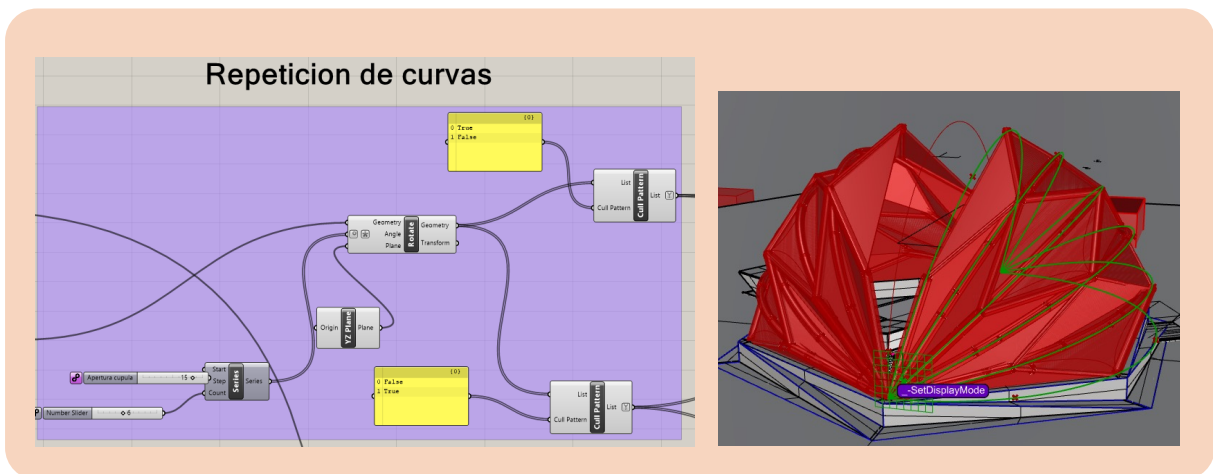 Repeticion de curvas
{0}
0 True
1 False
List
Cull Pattern
Cull Pattern
List
Geometry
Angle
Plane
Rotate
Geometry
Transform
Origin
YZ Plane
Plane
Apertura cupula
15
Start
Step
Count
Series
Series
Number Slider
6
{0}
0 False
1 True
List
Cull Pattern
Cull Pattern
List
_-SetDisplayMode